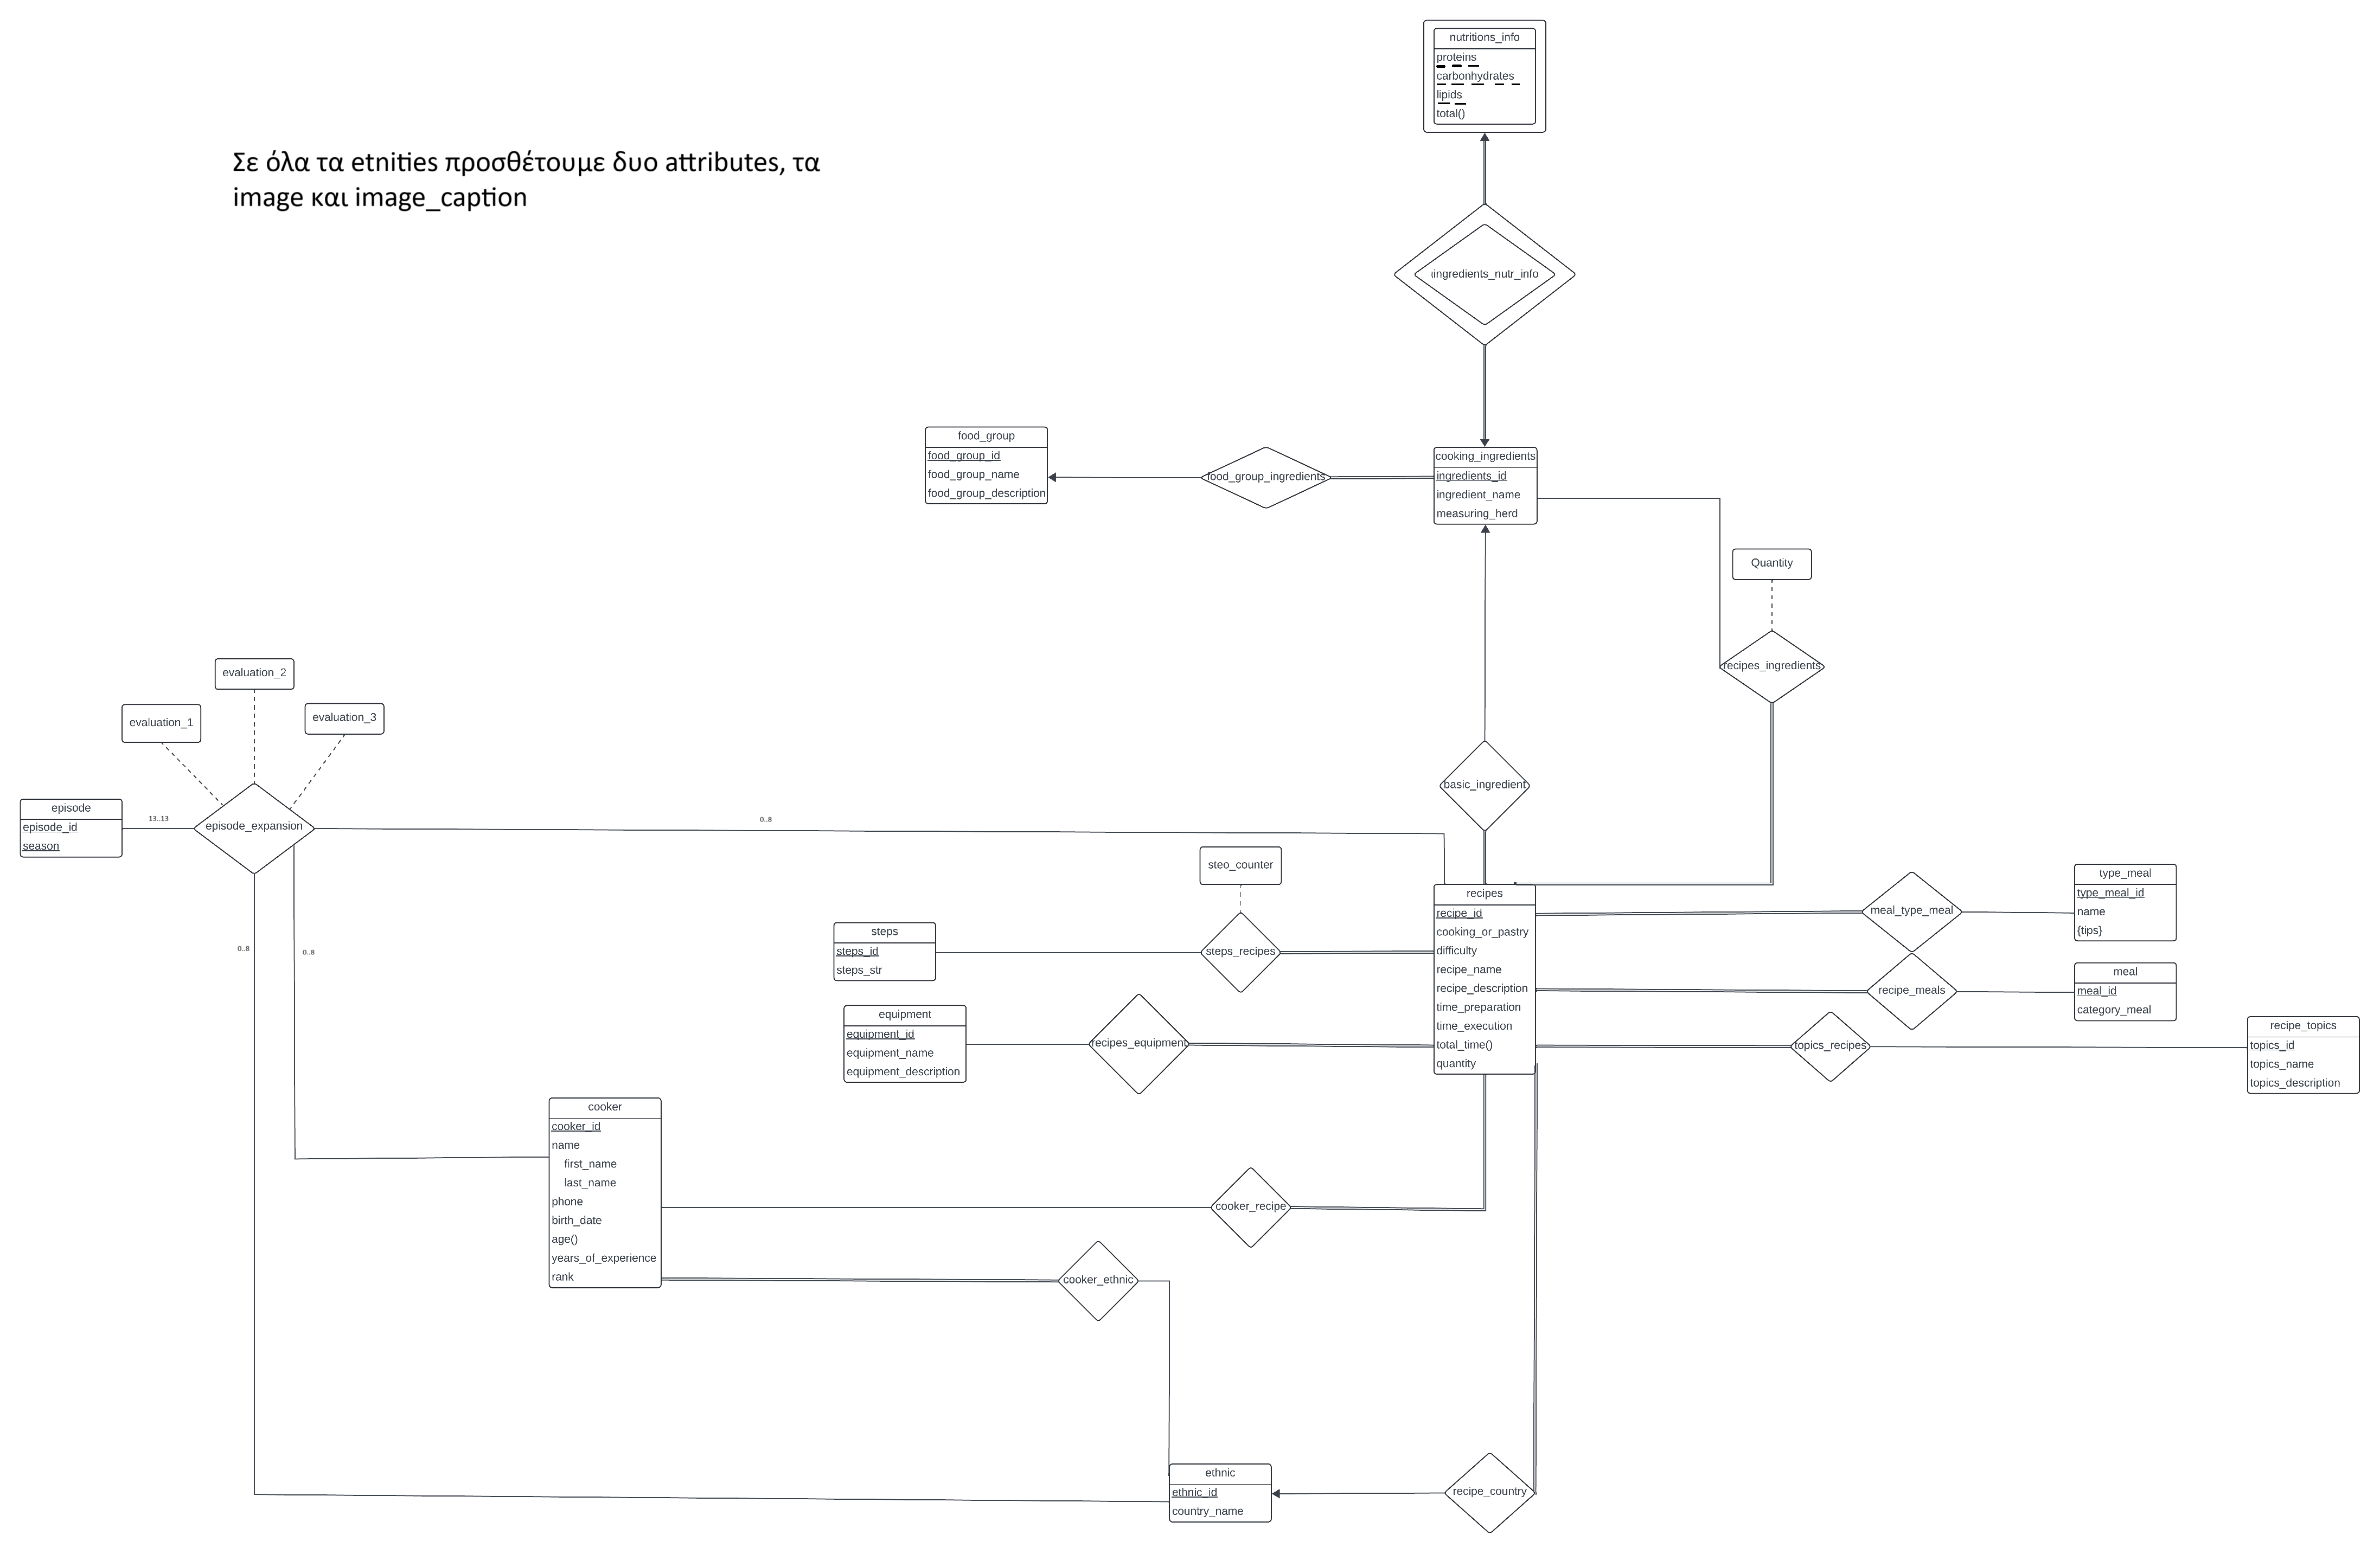 nutritions_info
proteins
carbonhydrates
lipids
total()
Σε όλα τα etnities προσθέτουμε δυο attributes, τα
image και image_caption
iingredients_nutr_info
food_group
food_group_id
food_group_name
food_group_description
food_group_ingredients
cooking_ingredients
ingredients_id
ingredient_name
measuring_herd
Quantity
recipes_ingredients
evaluation_2
evaluation_1
evaluation_3
basic_ingredient
episode
episode_id
season
13..13
episode_expansion
0..8
0..8
0..8
steo_counter
steps
steps_id
steps_str
steps_recipes
equipment
equipment_id
equipment_name
equipment_description
recipes_equipment
recipes
recipe_id
cooking_or_pastry
difficulty
recipe_name
recipe_description
time_preparation
time_execution
total_time()
quantity
meal_type_meal
type_meal
type_meal_id
name
{tips}
recipe_meals
meal
meal_id
category_meal
topics_recipes
recipe_topics
topics_id
topics_name
topics_description
cooker
cooker_id
name
first_name
last_name
phone
birth_date
age()
years_of_experience
rank
cooker_recipe
cooker_ethnic
ethnic
ethnic_id
country_name
recipe_country